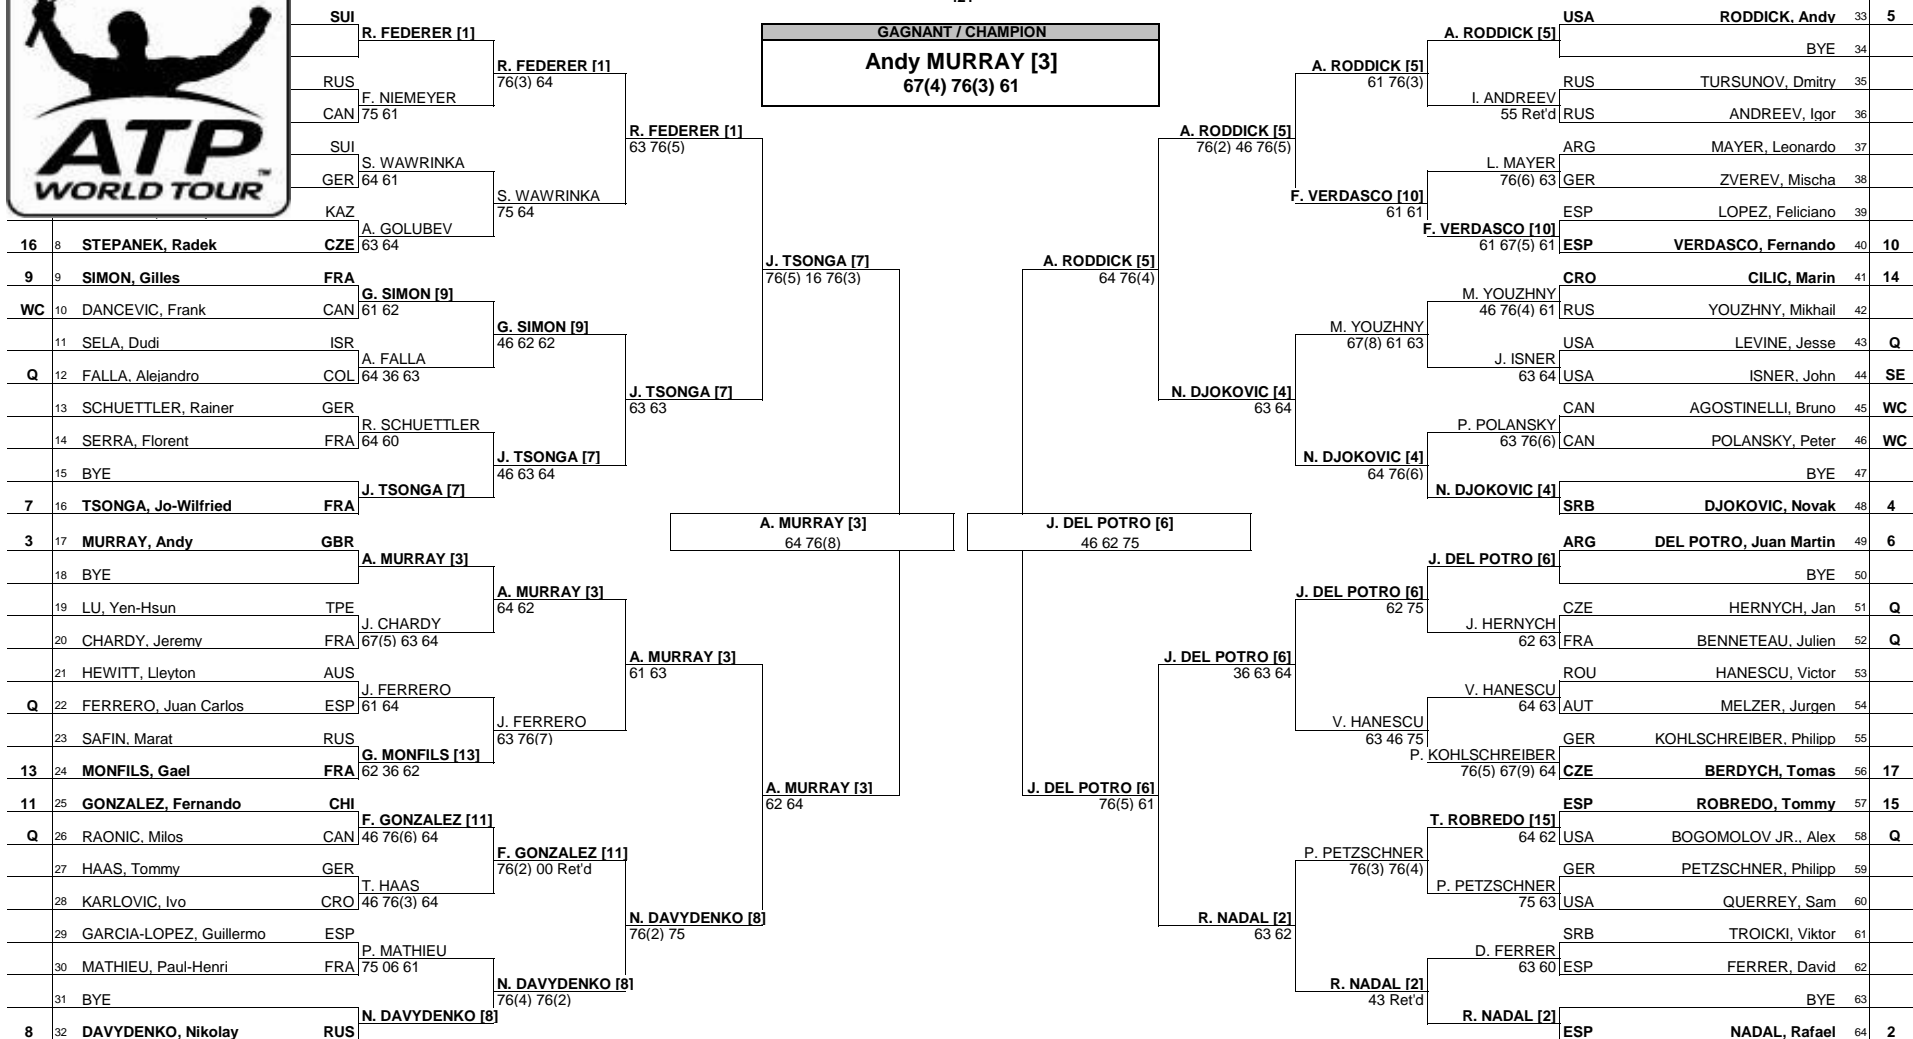 GAGNANT / CHAMPION
Andy MURRAY [3]
67(4) 76(3) 61
ATP
WORLD TOUR
™
SUI
R. FEDERER [1]
R. FEDERER [1]
RUS
76(3) 64
F. NIEMEYER
CAN 75 61
R. FEDERER [1]
SUI
63 76(5)
S. WAWRINKA
GER 64 61
S. WAWRINKA
KAZ
75 64
A. GOLUBEV
16 8 STEPANEK, Radek CZE 63 64
J. TSONGA [7]
9 9 SIMON, Gilles FRA
76(5) 16 76(3)
G. SIMON [9]
WC 10 DANCEVIC, Frank CAN 61 62
G. SIMON [9]
11 SELA, Dudi ISR
46 62 62
A. FALLA
Q 12 FALLA, Alejandro COL 64 36 63
J. TSONGA [7]
13 SCHUETTLER, Rainer GER
63 63
R. SCHUETTLER
14 SERRA, Florent FRA 64 60
J. TSONGA [7]
15 BYE
46 63 64
J. TSONGA [7]
7 16 TSONGA, Jo-Wilfried FRA
A. MURRAY [3]
64 76(8)
3 17 MURRAY, Andy GBR
A. MURRAY [3]
18 BYE
A. MURRAY [3]
19 LU, Yen-Hsun TPE
64 62
J. CHARDY
20 CHARDY, Jeremy FRA 67(5) 63 64
A. MURRAY [3]
21 HEWITT, Lleyton AUS
61 63
J. FERRERO
Q 22 FERRERO, Juan Carlos ESP 61 64
J. FERRERO
23 SAFIN, Marat RUS
63 76(7)
G. MONFILS [13]
13 24 MONFILS, Gael FRA 62 36 62
A. MURRAY [3]
11 25 GONZALEZ, Fernando CHI
62 64
F. GONZALEZ [11]
Q 26 RAONIC, Milos CAN 46 76(6) 64
F. GONZALEZ [11]
27 HAAS, Tommy GER
76(2) 00 Ret'd
T. HAAS
28 KARLOVIC, Ivo CRO 46 76(3) 64
N. DAVYDENKO [8]
29 GARCIA-LOPEZ, Guillermo ESP
76(2) 75
P. MATHIEU
30 MATHIEU, Paul-Henri FRA 75 06 61
N. DAVYDENKO [8]
31 BYE
76(4) 76(2)
N. DAVYDENKO [8]
8 32 DAVYDENKO, Nikolay RUS
USA RODDICK, Andy 33 5
A. RODDICK [5]
BYE 34
A. RODDICK [5]
61 76(3)
RUS TURSUNOV, Dmitry 35
I. ANDREEV
55 Ret'd RUS ANDREEV, Igor 36
A. RODDICK [5]
76(2) 46 76(5)
ARG MAYER, Leonardo 37
L. MAYER
76(6) 63 GER ZVEREV, Mischa 38
F. VERDASCO [10]
61 61
ESP LOPEZ, Feliciano 39
F. VERDASCO [10]
61 67(5) 61 ESP VERDASCO, Fernando 40 10
A. RODDICK [5]
64 76(4)
CRO CILIC, Marin 41 14
M. YOUZHNY
46 76(4) 61 RUS YOUZHNY, Mikhail 42
M. YOUZHNY
67(8) 61 63
USA LEVINE, Jesse 43 Q
J. ISNER
63 64 USA ISNER, John 44 SE
N. DJOKOVIC [4]
63 64
CAN AGOSTINELLI, Bruno 45 WC
P. POLANSKY
63 76(6) CAN POLANSKY, Peter 46 WC
N. DJOKOVIC [4]
64 76(6)
BYE 47
N. DJOKOVIC [4]
SRB DJOKOVIC, Novak 48 4
J. DEL POTRO [6]
46 62 75
ARG DEL POTRO, Juan Martin 49 6
J. DEL POTRO [6]
BYE 50
J. DEL POTRO [6]
62 75
CZE HERNYCH, Jan 51 Q
J. HERNYCH
62 63 FRA BENNETEAU, Julien 52 Q
J. DEL POTRO [6]
36 63 64
ROU HANESCU, Victor 53
V. HANESCU
64 63 AUT MELZER, Jurgen 54
V. HANESCU
63 46 75
GER KOHLSCHREIBER, Philipp 55
P. KOHLSCHREIBER
76(5) 67(9) 64 CZE BERDYCH, Tomas 56 17
J. DEL POTRO [6]
76(5) 61
ESP ROBREDO, Tommy 57 15
T. ROBREDO [15]
64 62 USA BOGOMOLOV JR., Alex 58 Q
P. PETZSCHNER
76(3) 76(4)
GER PETZSCHNER, Philipp 59
P. PETZSCHNER
75 63 USA QUERREY, Sam 60
R. NADAL [2]
63 62
SRB TROICKI, Viktor 61
D. FERRER
63 60 ESP FERRER, David 62
R. NADAL [2]
43 Ret'd
BYE 63
R. NADAL [2]
ESP NADAL, Rafael 64 2